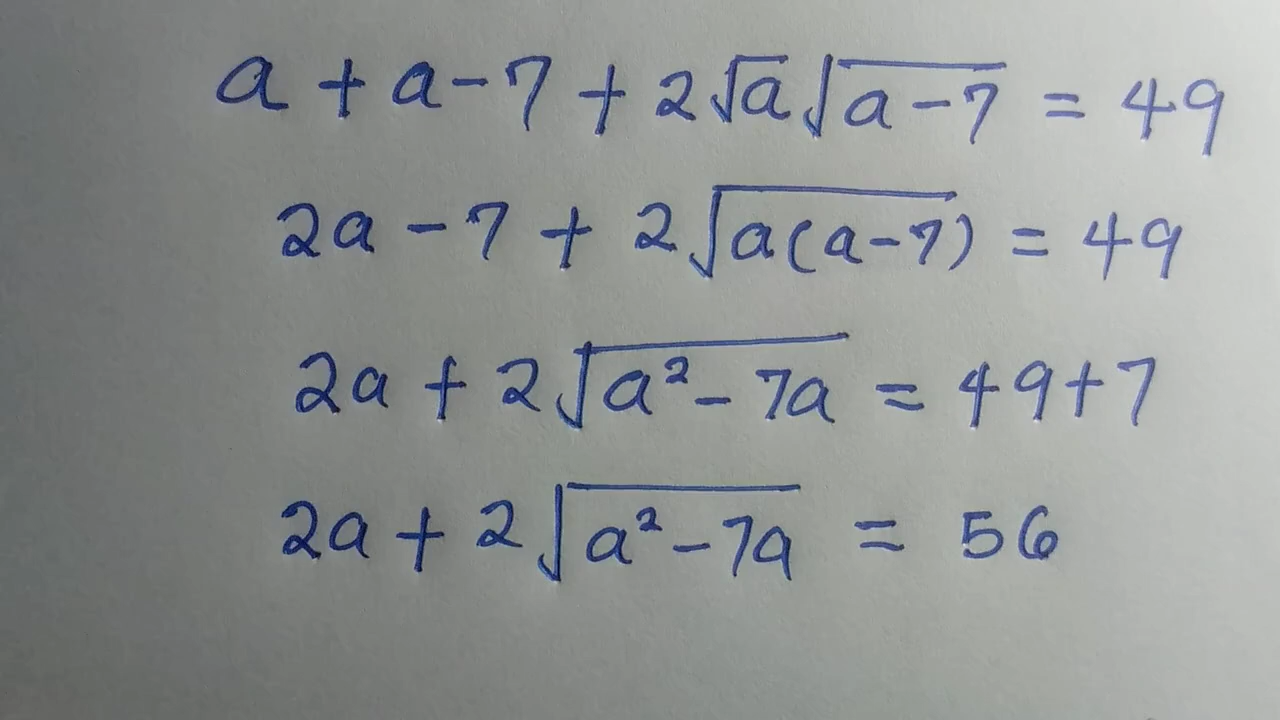 a + a - 7 + 2√a√(a - 7) = 49
2a - 7 + 2√(a(a - 7)) = 49
2a + 2√(a² - 7a) = 49 + 7
2a + 2√(a² - 7a) = 56